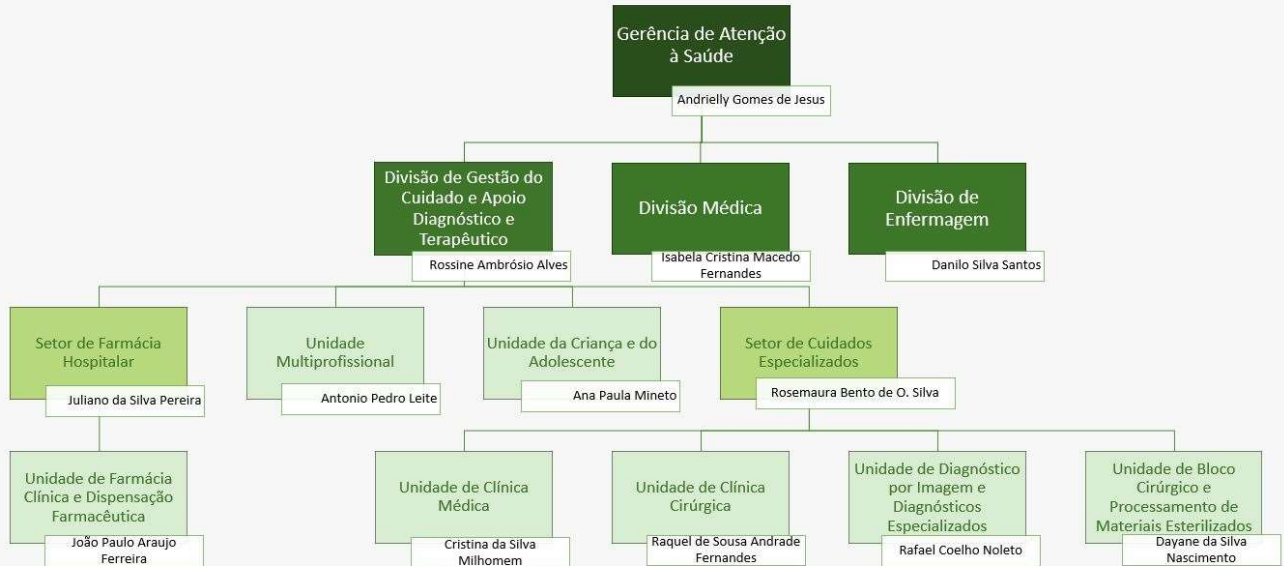 Gerência de Atenção
à Saúde
Andrielly Gomes de Jesus
Divisão de Gestão do
Cuidado e Apoio
Diagnóstico e
Terapêutico
Rossine Ambrósio Alves
Divisão Médica
Isabela Cristina Macedo
Fernandes
Divisão de
Enfermagem
Danilo Silva Santos
Setor de Farmácia
Hospitalar
Juliano da Silva Pereira
Unidade
Multiprofissional
Antonio Pedro Leite
Unidade da Criança e do
Adolescente
Ana Paula Mineto
Setor de Cuidados
Especializados
Rosemaura Bento de O. Silva
Unidade de Farmácia
Clínica e Dispensação
Farmacêutica
João Paulo Araujo
Ferreira
Unidade de Clínica
Médica
Cristina da Silva
Milhomem
Unidade de Clínica
Cirúrgica
Raquel de Sousa Andrade
Fernandes
Unidade de Diagnóstico
por Imagem e
Diagnósticos
Especializados
Rafael Coelho Noleto
Unidade de Bloco
Cirúrgico e
Processamento de
Materiais Esterilizados
Dayane da Silva
Nascimento